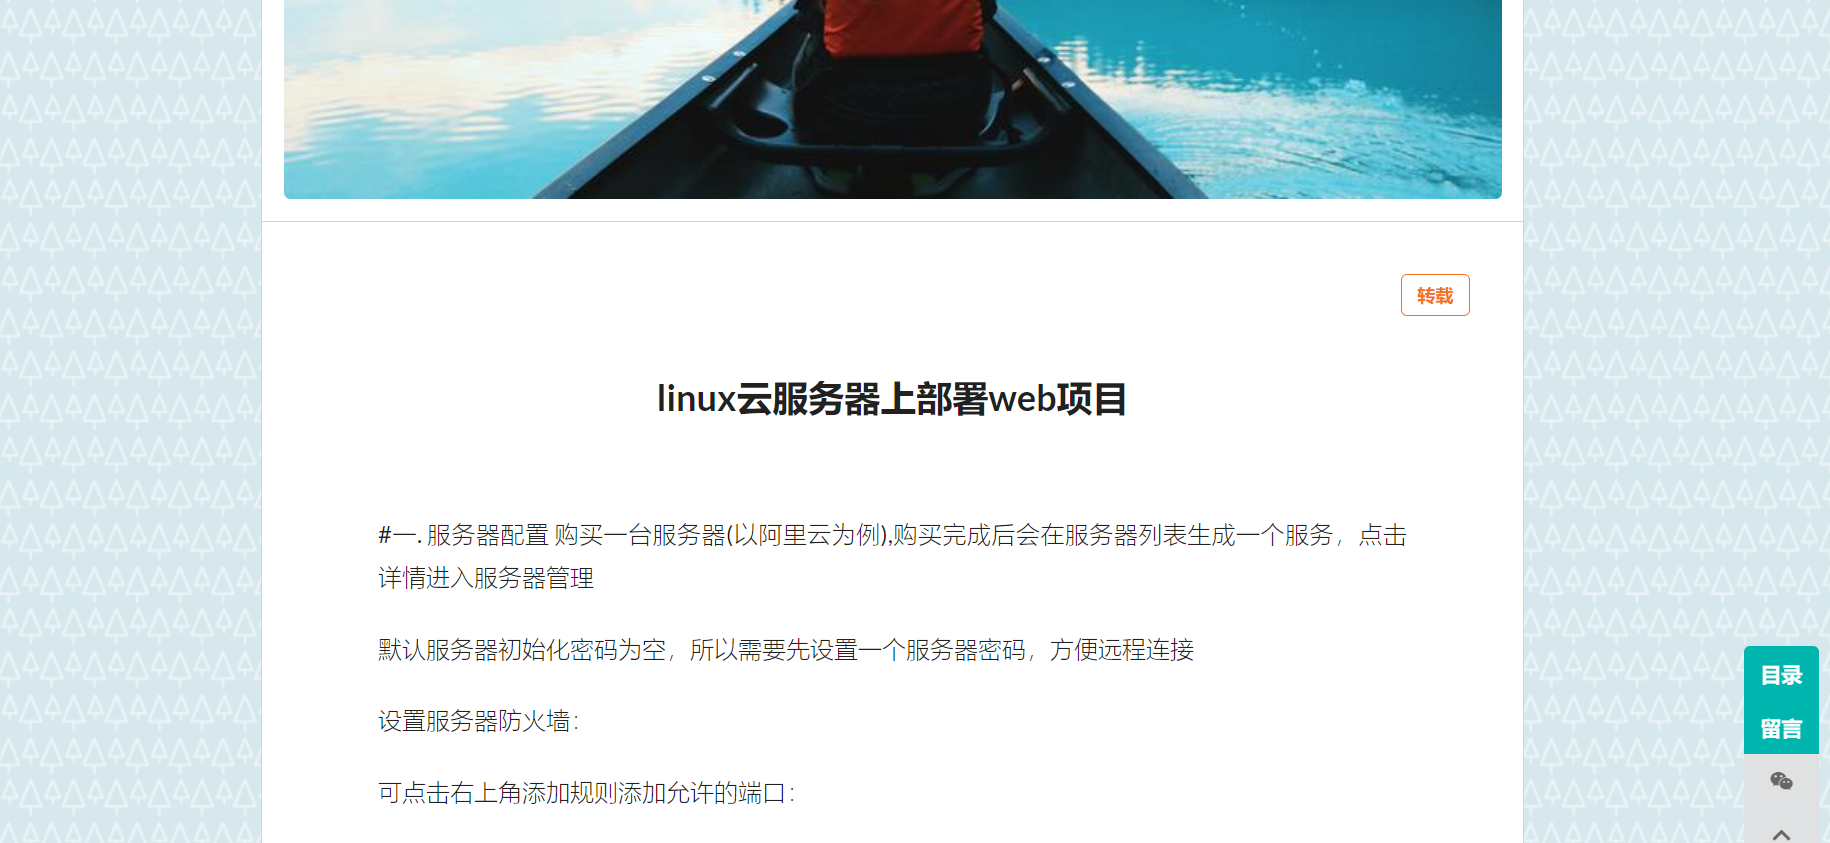 转载
linux云服务器上部署web项目
#一. 服务器配置 购买一台服务器(以阿里云为例),购买完成后会在服务器列表生成一个服务，点击
详情进入服务器管理
默认服务器初始化密码为空，所以需要先设置一个服务器密码，方便远程连接
设置服务器防火墙：
可点击右上角添加规则添加允许的端口：
目录
留言